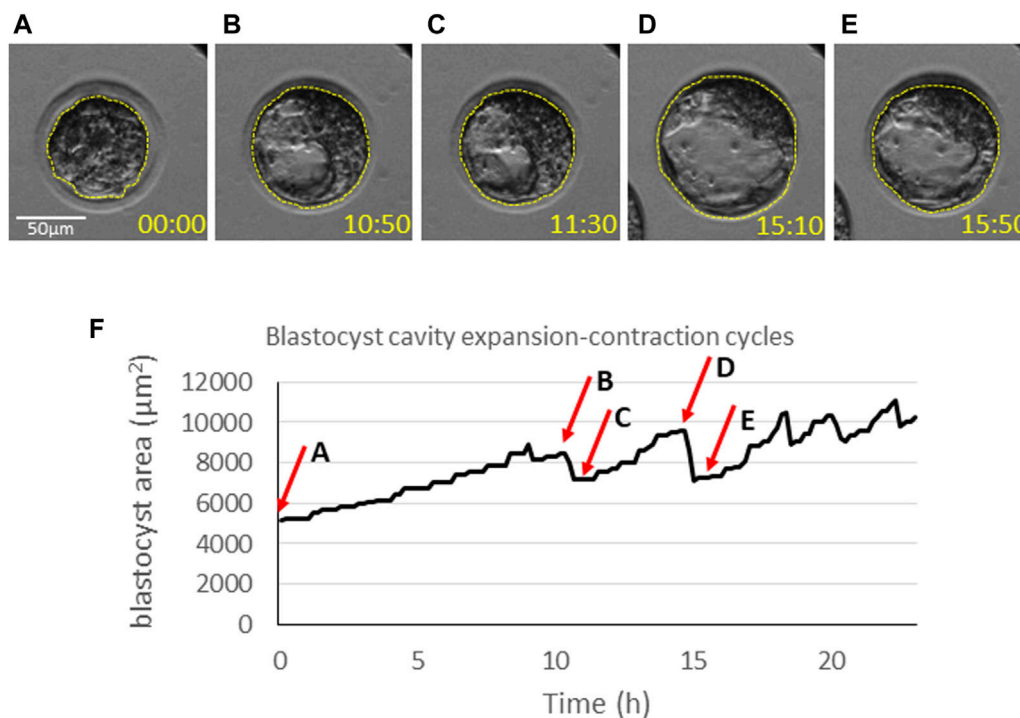 A
B
C
D
E
50μm
00:00
10:50
11:30
15:10
15:50
F
Blastocyst cavity expansion-contraction cycles
blastocyst area (μm²)
12000
10000
8000
6000
4000
2000
0
A
B
C
D
E
0
5
10
15
20
Time (h)